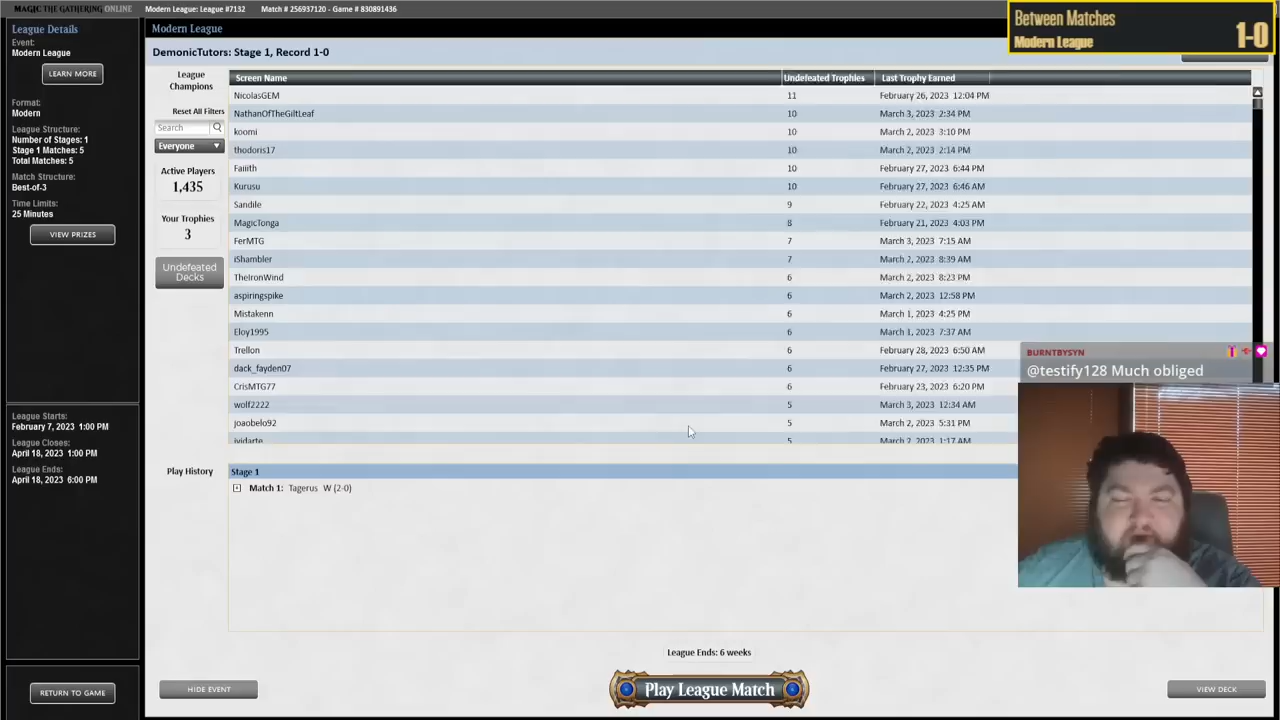 MAGIC THE GATHERING ONLINE
Modern League: League #7132
Match # 256937120 - Game # 830891436
League Details
Event:
Modern League
LEARN MORE
Format:
Modern
League Structure:
Number of Stages: 1
Stage 1 Matches: 5
Total Matches: 5
Match Structure:
Best-of-3
Time Limits:
25 Minutes
VIEW PRIZES
League Starts:
February 7, 2023 1:00 PM
League Closes:
April 18, 2023 1:00 PM
League Ends:
April 18, 2023 6:00 PM
RETURN TO GAME
Modern League
DemonicTutors: Stage 1, Record 1-0
Between Matches
Modern League
1-0
League
Champions
Reset All Filters
Search
Everyone
Active Players
1,435
Your Trophies
3
Undefeated
Decks
Screen Name Undefeated Trophies Last Trophy Earned
NicolasGEM 11 February 26, 2023 12:04 PM
NathanOfTheGiltLeaf 10 March 3, 2023 2:34 PM
koomi 10 March 2, 2023 3:10 PM
thodoris17 10 March 2, 2023 2:14 PM
Faiiith 10 February 27, 2023 6:44 PM
Kurusu 10 February 27, 2023 6:46 AM
Sandile 9 February 22, 2023 4:25 AM
MagicTonga 8 February 21, 2023 4:03 PM
FerMTG 7 March 3, 2023 7:15 AM
iShambler 7 March 2, 2023 8:39 AM
TheIronWind 6 March 2, 2023 8:23 PM
aspiringspike 6 March 2, 2023 12:58 PM
Mistakenn 6 March 1, 2023 4:25 PM
Eloy1995 6 March 1, 2023 7:37 AM
Trellon 6 February 28, 2023 6:50 AM
dack_fayden07 6 February 27, 2023 12:35 PM
CrisMTG77 6 February 23, 2023 6:20 PM
wolf2222 5 March 3, 2023 12:34 AM
joaobelo92 5 March 2, 2023 5:31 PM
ividarte 5 March 2, 2023 1:17 AM
BURNTBYSYN
@testify128 Much obliged
Play History
Stage 1
Match 1: Tagerus W (2-0)
League Ends: 6 weeks
HIDE EVENT
Play League Match
VIEW DECK